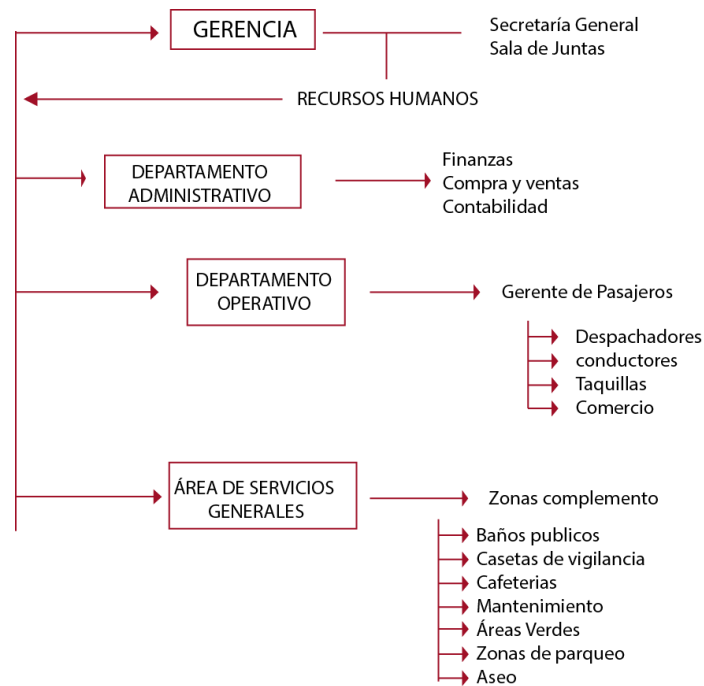 GERENCIA
Secretaría General
Sala de Juntas
RECURSOS HUMANOS
DEPARTAMENTO
ADMINISTRATIVO
Finanzas
Compra y ventas
Contabilidad
DEPARTAMENTO
OPERATIVO
Gerente de Pasajeros
Despachadores
conductores
Taquillas
Comercio
ÁREA DE SERVICIOS
GENERALES
Zonas complemento
Baños publicos
Casetas de vigilancia
Cafeterias
Mantenimiento
Áreas Verdes
Zonas de parqueo
Aseo